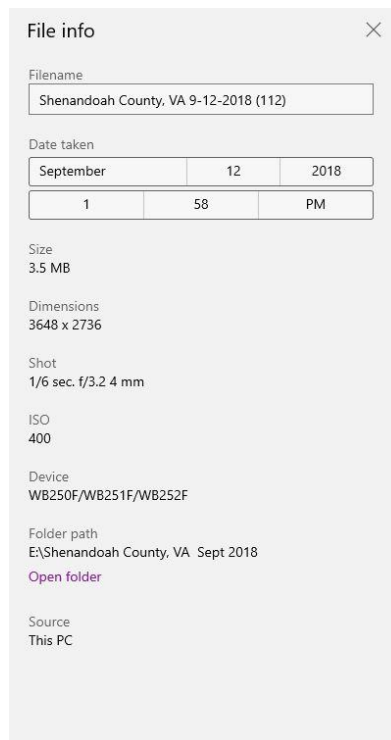 File info
Filename
Shenandoah County, VA 9-12-2018 (112)
Date taken
September 12 2018
1 58 PM
Size
3.5 MB
Dimensions
3648 x 2736
Shot
1/6 sec. f/3.2 4 mm
ISO
400
Device
WB250F/WB251F/WB252F
Folder path
E:\Shenandoah County, VA  Sept 2018
Open folder
Source
This PC